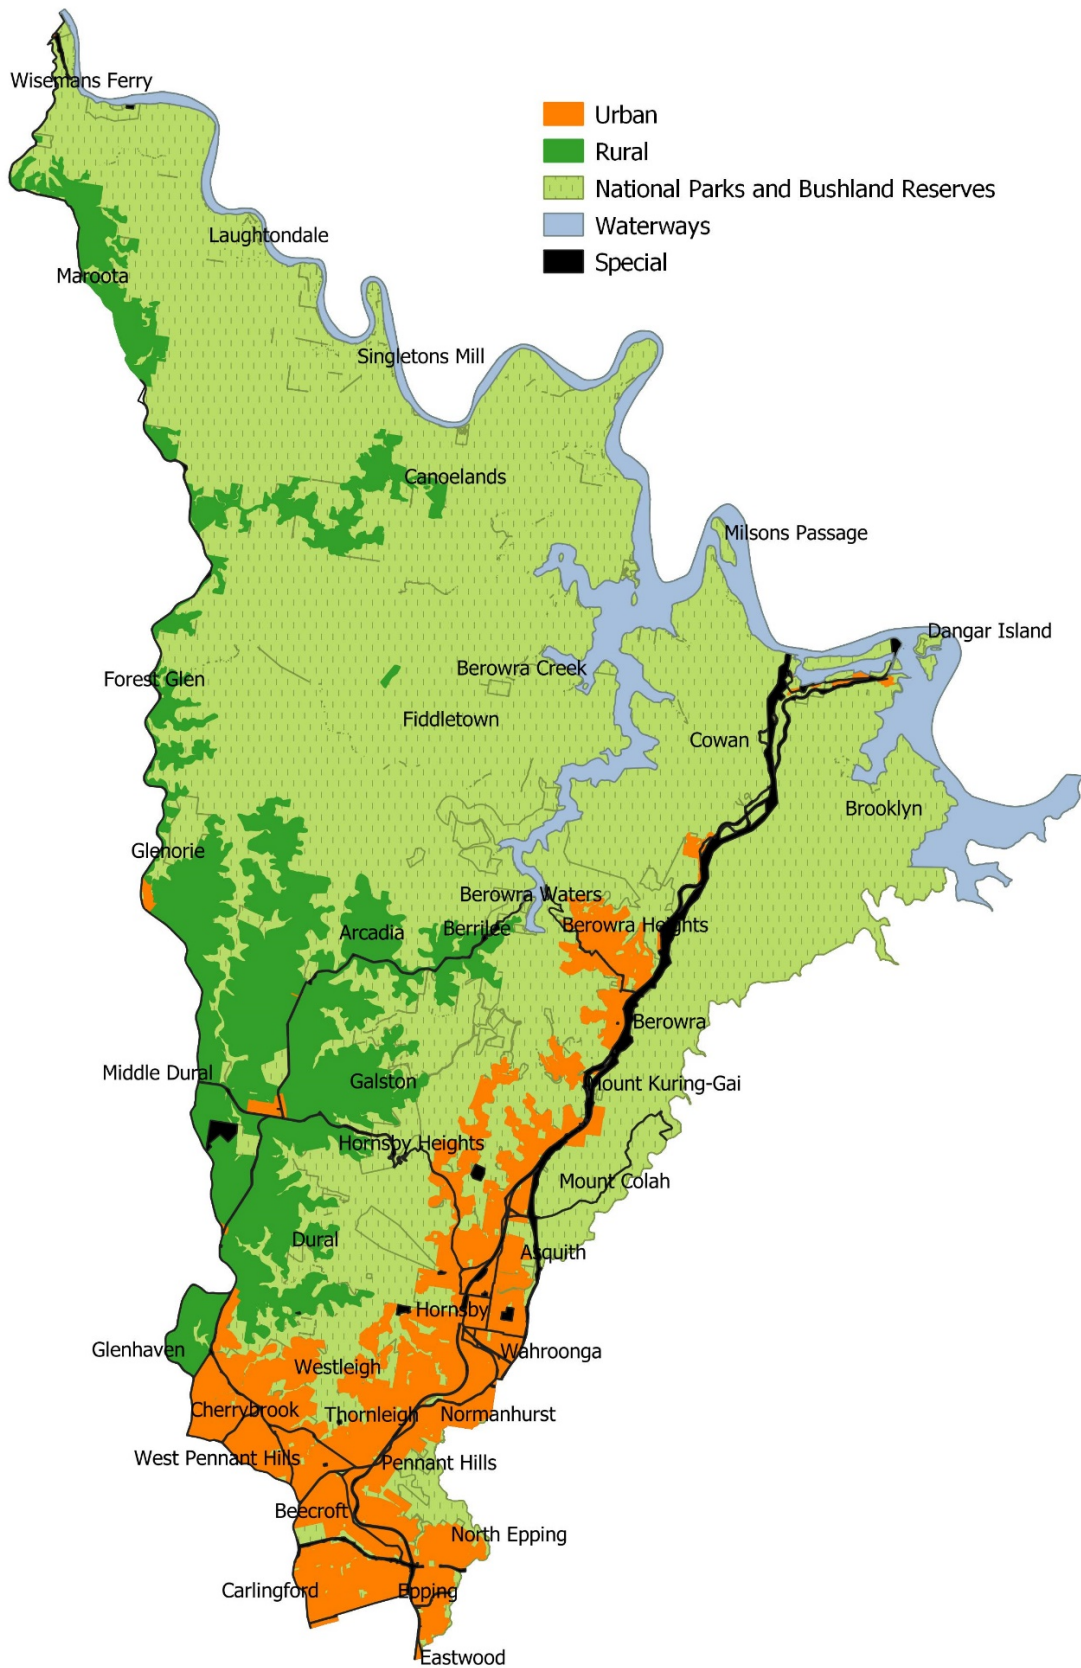 Wisemans Ferry
Urban
Rural
National Parks and Bushland Reserves
Waterways
Special
Laughtondale
Maroota
Singletons Mill
Canoelands
Milsons Passage
Dangar Island
Berowra Creek
Forest Glen
Fiddletown
Cowan
Brooklyn
Glenorie
Berowra Waters
Berowra Heights
Arcadia
Berrilee
Berowra
Middle Dural
Galston
Mount Kuring-Gai
Hornsby Heights
Mount Colah
Dural
Asquith
Hornsby
Glenhaven
Wahroonga
Westleigh
Cherrybrook
Thornleigh
Normanhurst
West Pennant Hills
Pennant Hills
Beecroft
North Epping
Carlingford
Epping
Eastwood